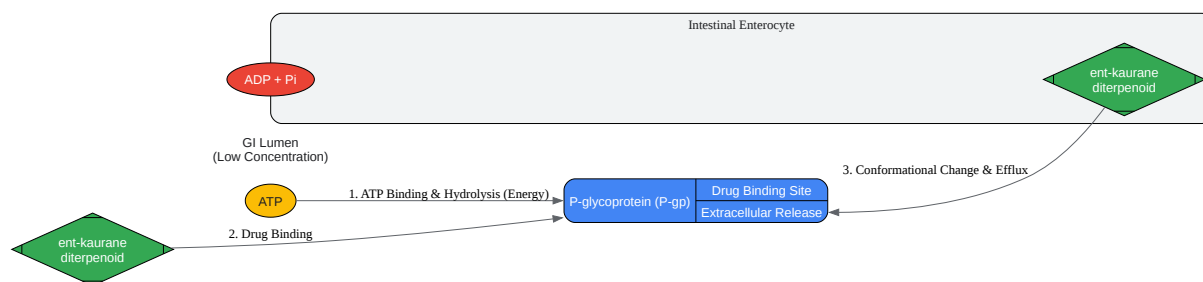 Intestinal Enterocyte
ADP + Pi
ent-kaurane
diterpenoid
GI Lumen
(Low Concentration)
3. Conformational Change & Efflux
ATP
1. ATP Binding & Hydrolysis (Energy)
P-glycoprotein (P-gp)
Drug Binding Site
Extracellular Release
2. Drug Binding
ent-kaurane
diterpenoid